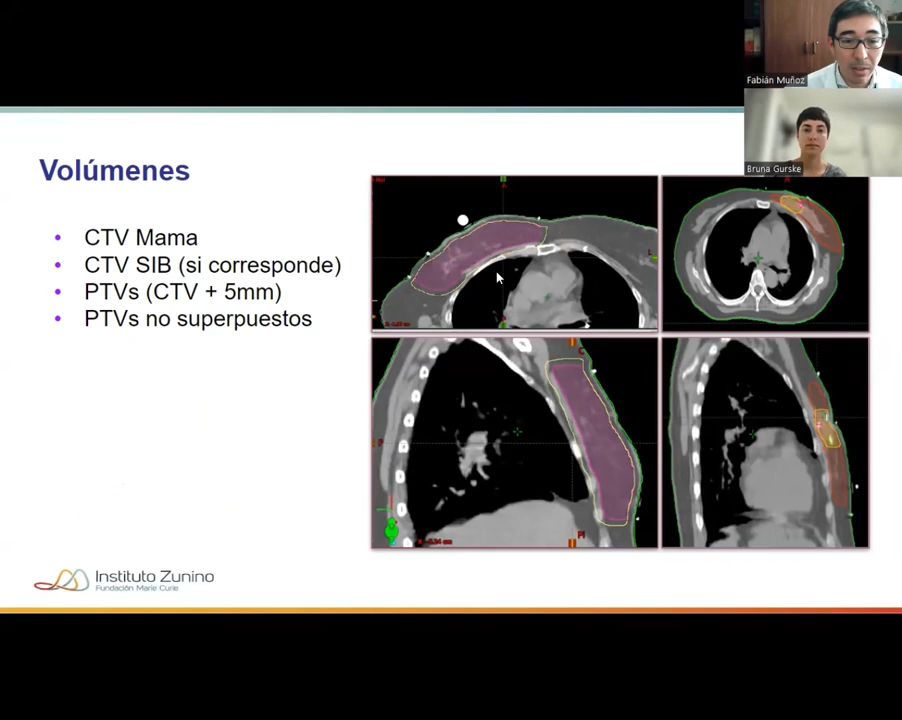 Fabián Muñoz
Bruna Gurske
Volúmenes
• CTV Mama
• CTV SIB (si corresponde)
• PTVs (CTV + 5mm)
• PTVs no superpuestos
Instituto Zunino
Fundación Marie Curie